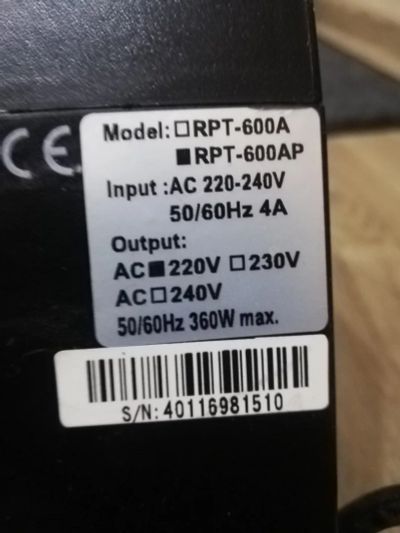 CE
Model: □RPT-600A
■RPT-600AP
Input :AC 220-240V
50/60Hz 4A
Output:
AC■220V □230V
AC□240V
50/60Hz 360W max.
S/N: 40116981510